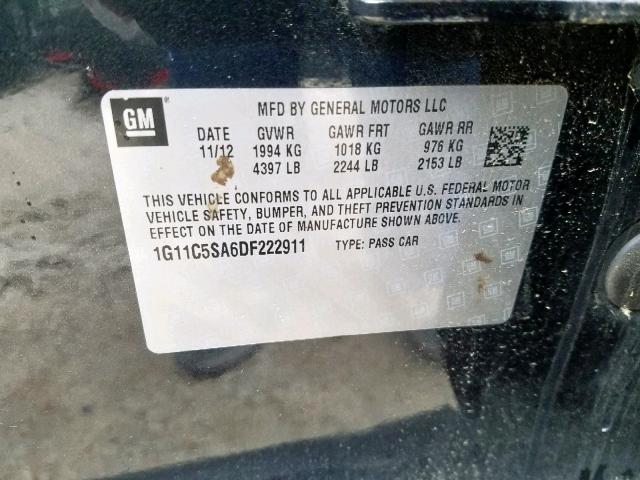 GM
MFD BY GENERAL MOTORS LLC
DATE GVWR GAWR FRT GAWR RR
11/12 1994 KG 1018 KG 976 KG
4397 LB 2244 LB 2153 LB
THIS VEHICLE CONFORMS TO ALL APPLICABLE U.S. FEDERAL MOTOR
VEHICLE SAFETY, BUMPER, AND THEFT PREVENTION STANDARDS IN
EFFECT ON THE DATE OF MANUFACTURE SHOWN ABOVE.
1G11C5SA6DF222911 TYPE: PASS CAR